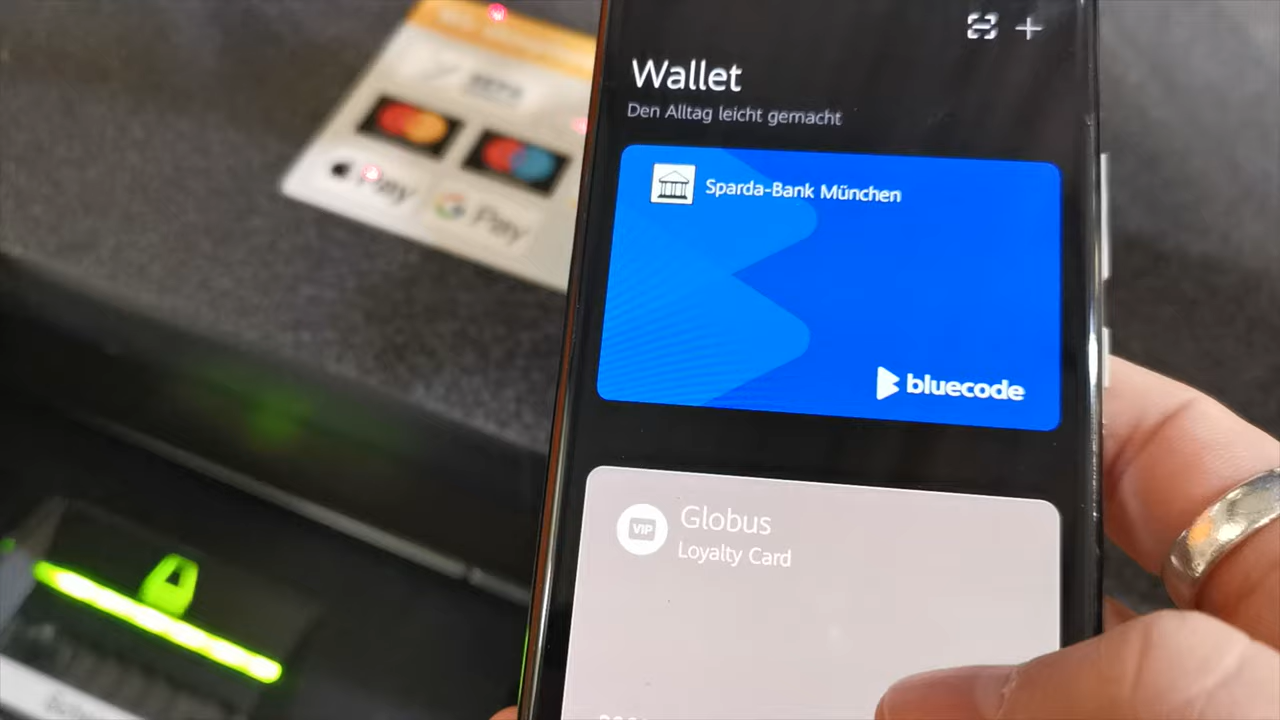 Wallet
Den Alltag leicht gemacht
Sparda-Bank München
bluecode
VIP
Globus
Loyalty Card
Pay
G Pay